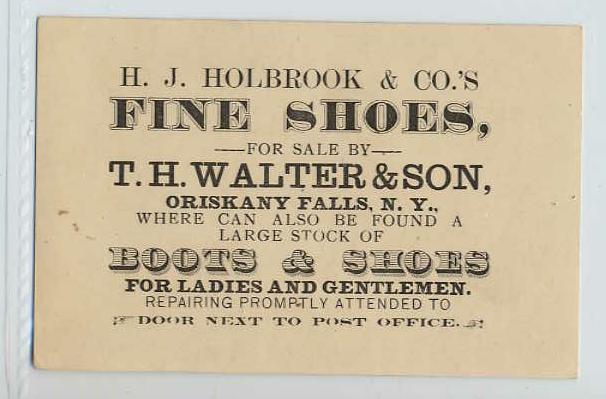 H. J. HOLBROOK & CO.'S
FINE SHOES,
—FOR SALE BY—
T. H. WALTER & SON,
ORISKANY FALLS, N. Y.,
WHERE CAN ALSO BE FOUND A
LARGE STOCK OF
BOOTS & SHOES
FOR LADIES AND GENTLEMEN.
REPAIRING PROMPTLY ATTENDED TO
☞DOOR NEXT TO POST OFFICE.☜